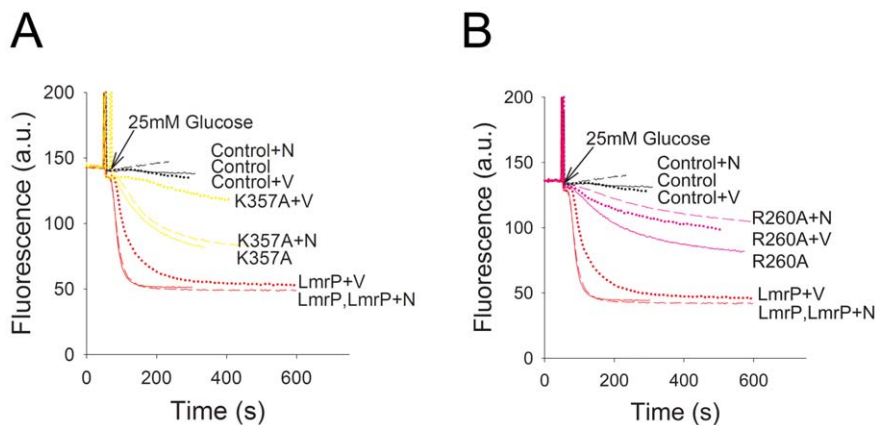 A
200
150
100
50
0
Fluorescence (a.u.)
25mM Glucose
Control+N
Control
Control+V
K357A+V
K357A+N
K357A
LmrP+V
LmrP,LmrP+N
0 200 400 600
Time (s)
B
200
150
100
50
0
Fluorescence (a.u.)
25mM Glucose
Control+N
Control
Control+V
R260A+N
R260A+V
R260A
LmrP+V
LmrP,LmrP+N
0 200 400 600
Time (s)